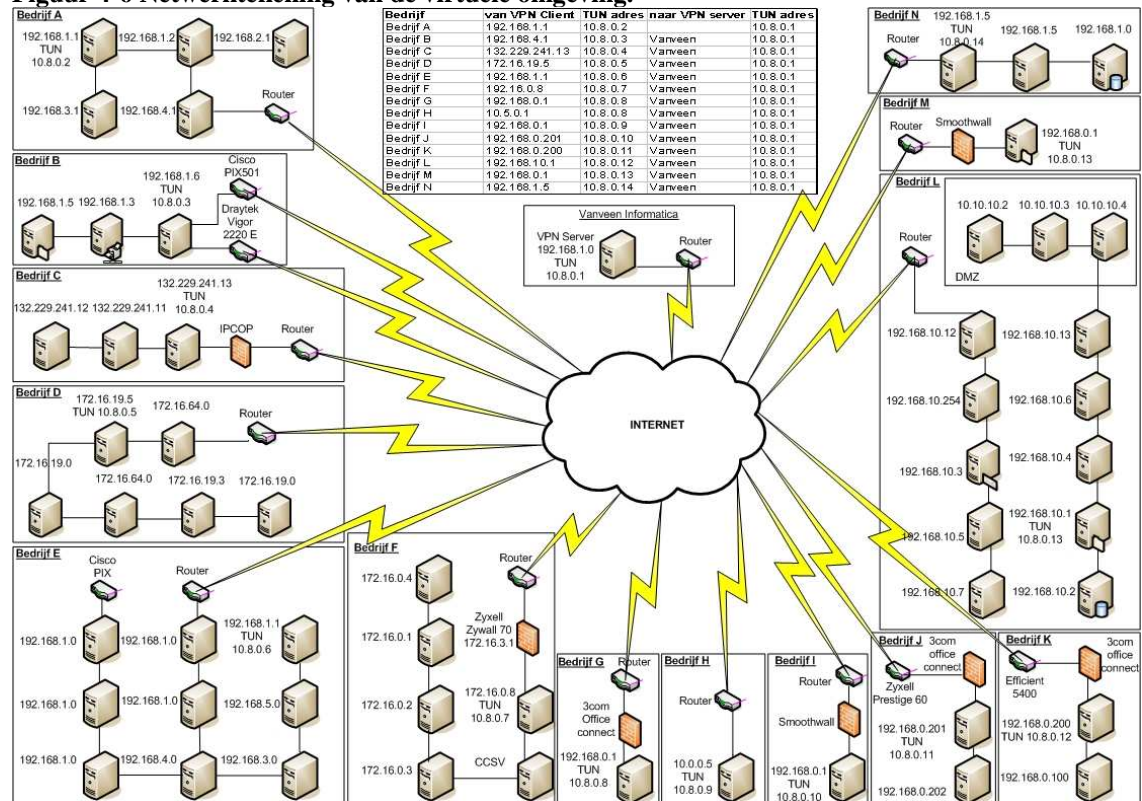 Figuur 4-6 Netwerktekening van de virtuele omgeving.
Bedrijf A
192.168.1.1
TUN
10.8.0.2
192.168.1.2
192.168.2.1
192.168.3.1
192.168.4.1
Router
Bedrijf van VPN Client TUN adres naar VPN server TUN adres
Bedrijf A 192.168.1.1 10.8.0.2 10.8.0.1
Bedrijf B 192.168.4.1 10.8.0.3 Vanveen 10.8.0.1
Bedrijf C 132.229.241.13 10.8.0.4 Vanveen 10.8.0.1
Bedrijf D 172.16.19.5 10.8.0.5 Vanveen 10.8.0.1
Bedrijf E 192.168.1.1 10.8.0.6 Vanveen 10.8.0.1
Bedrijf F 192.16.0.8 10.8.0.7 Vanveen 10.8.0.1
Bedrijf G 192.168.0.1 10.8.0.8 Vanveen 10.8.0.1
Bedrijf H 10.5.0.1 10.8.0.8 Vanveen 10.8.0.1
Bedrijf I 192.168.0.1 10.8.0.9 Vanveen 10.8.0.1
Bedrijf J 192.168.0.201 10.8.0.10 Vanveen 10.8.0.1
Bedrijf K 192.168.0.200 10.8.0.11 Vanveen 10.8.0.1
Bedrijf L 192.168.10.1 10.8.0.12 Vanveen 10.8.0.1
Bedrijf M 192.168.0.1 10.8.0.13 Vanveen 10.8.0.1
Bedrijf N 192.168.1.5 10.8.0.14 Vanveen 10.8.0.1
Bedrijf N
Router
192.168.1.5
TUN
10.8.0.14
192.168.1.5
192.168.1.0
Bedrijf M
Router
Smoothwall
192.168.0.1
TUN
10.8.0.13
Bedrijf B
192.168.1.5
192.168.1.3
192.168.1.6
TUN
10.8.0.3
Cisco
PIX501
Draytek
Vigor
2220 E
Vanveen Informatica
VPN Server
192.168.1.0
TUN
10.8.0.1
Router
Bedrijf L
Router
10.10.10.2
10.10.10.3
10.10.10.4
DMZ
192.168.10.12
192.168.10.13
192.168.10.254
192.168.10.6
192.168.10.3
192.168.10.4
192.168.10.5
192.168.10.1
TUN
10.8.0.13
192.168.10.7
192.168.10.2
Bedrijf C
132.229.241.12
132.229.241.11
132.229.241.13
TUN
10.8.0.4
IPCOP
Router
INTERNET
Bedrijf D
172.16.19.5
TUN 10.8.0.5
172.16.64.0
Router
172.16.19.0
172.16.64.0
172.16.19.3
172.16.19.0
Bedrijf E
Cisco
PIX
Router
192.168.1.0
192.168.1.0
192.168.1.1
TUN
10.8.0.6
192.168.1.0
192.168.1.0
192.168.5.0
192.168.1.0
192.168.4.0
192.168.3.0
Bedrijf F
172.16.0.4
Router
172.16.0.1
Zyxell
Zywall 70
172.16.3.1
172.16.0.2
172.16.0.8
TUN
10.8.0.7
172.16.0.3
CCSV
Bedrijf G
Router
3com
Office
connect
192.168.0.1
TUN
10.8.0.8
Bedrijf H
Router
10.0.0.5
TUN
10.8.0.9
Bedrijf I
Router
Smoothwall
192.168.0.1
TUN
10.8.0.10
Bedrijf J
3com
office
connect
Zyxell
Prestige 60
192.168.0.201
TUN
10.8.0.11
192.168.0.202
Bedrijf K
3com
office
connect
Efficient
5400
192.168.0.200
TUN 10.8.0.12
192.168.0.100